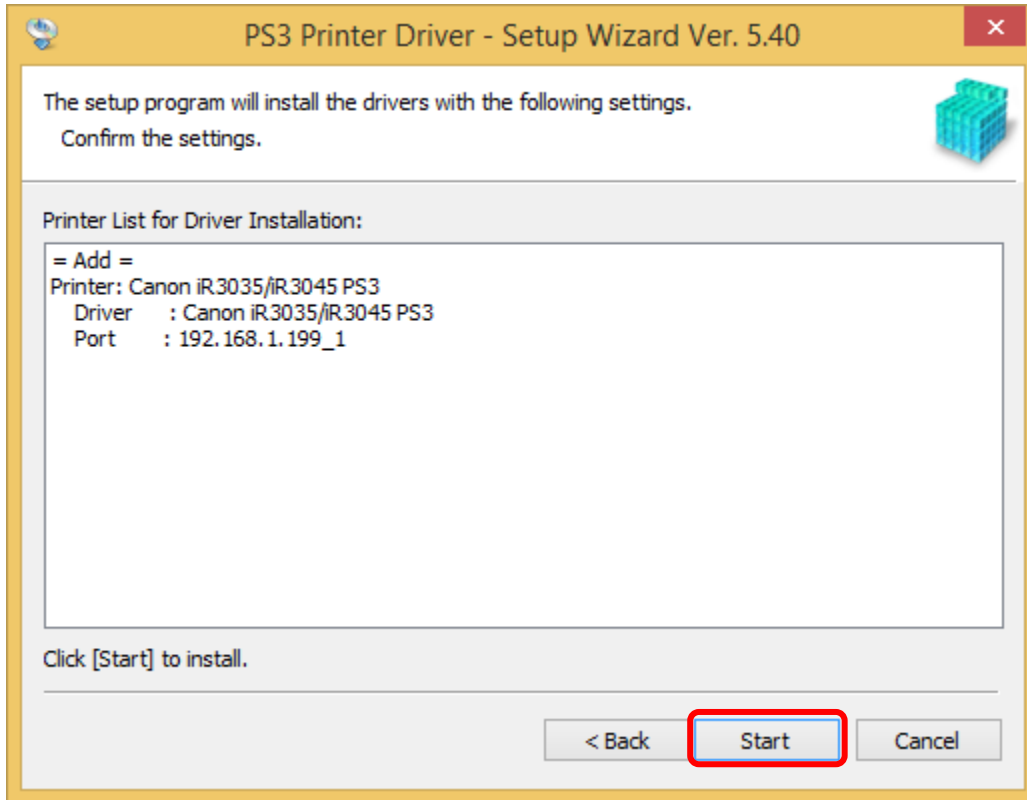 PS3 Printer Driver - Setup Wizard Ver. 5.40
The setup program will install the drivers with the following settings.
Confirm the settings.
Printer List for Driver Installation:
= Add =
Printer: Canon iR3035/iR3045 PS3
Driver : Canon iR3035/iR3045 PS3
Port : 192.168.1.199_1
Click [Start] to install.
< Back Start Cancel